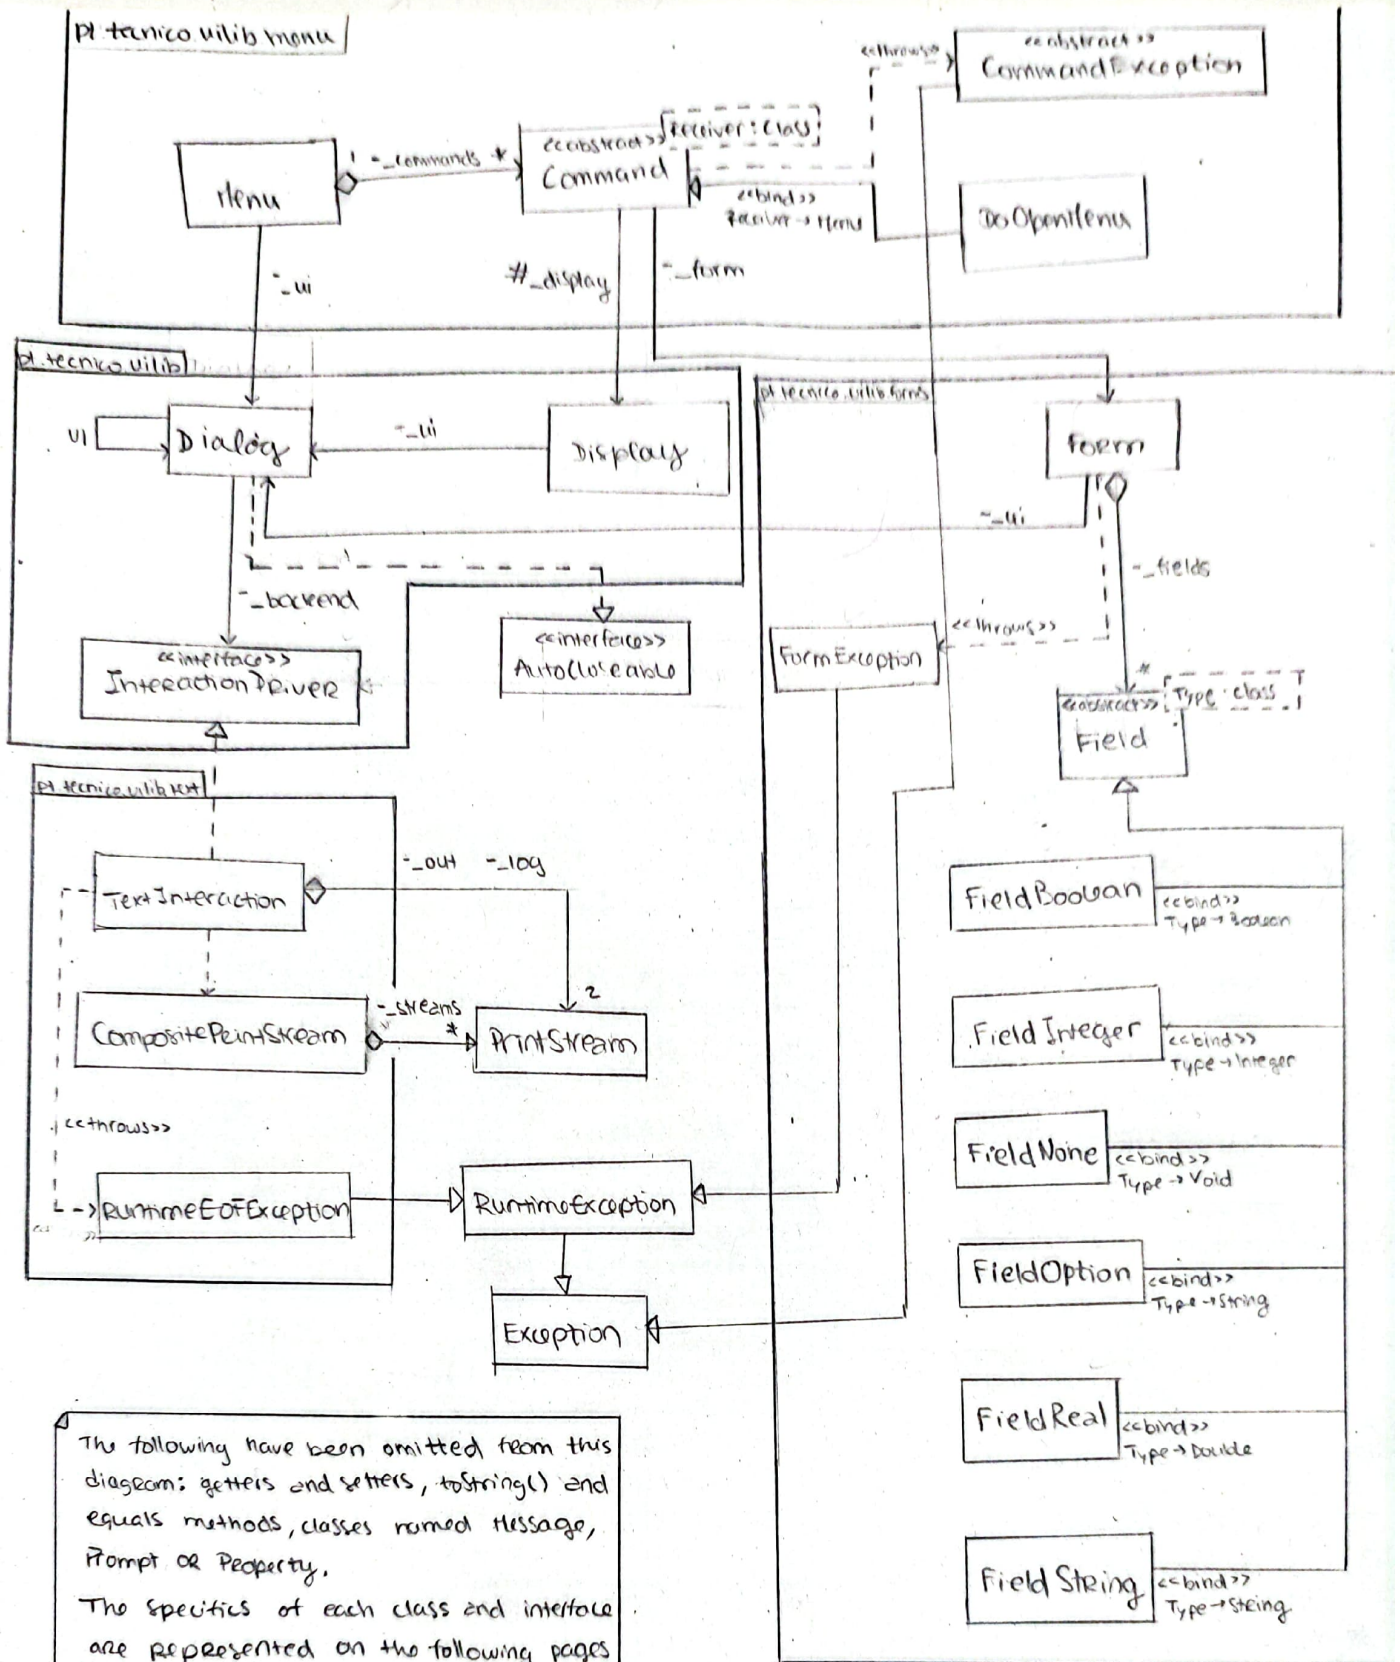 pt.tecnico.uilib.menu
<<throws>>
<<abstract>>
CommandException
Menu
1 -_commands *
<<abstract>>
Receiver:Class
Command
<<bind>>
Receiver→Menu
DoOpenMenu
-_ui
#_display
-_form
pt.tecnico.uilib
pt.tecnico.uilib.forms
UI
Dialog
-_ui
Display
Form
-_ui
-_backend
-_fields
<<interface>>
InteractionDriver
<<interface>>
AutoCloseable
<<throws>>
FormException
*
<<abstract>>
Type:class
Field
pt.tecnico.uilib.text
TextInteraction
-_out -_log
2
FieldBoolean
<<bind>>
Type→Boolean
CompositePrintStream
-_streams
*
PrintStream
FieldInteger
<<bind>>
Type→Integer
<<throws>>
FieldNone
<<bind>>
Type→Void
RuntimeEOFException
RuntimeException
FieldOption
<<bind>>
Type→String
Exception
FieldReal
<<bind>>
Type→Double
FieldString
<<bind>>
Type→String
The following have been omitted from this
diagram: getters and setters, toString() and
equals methods, classes named Message,
Prompt or Property.
The specifics of each class and interface
are represented on the following pages